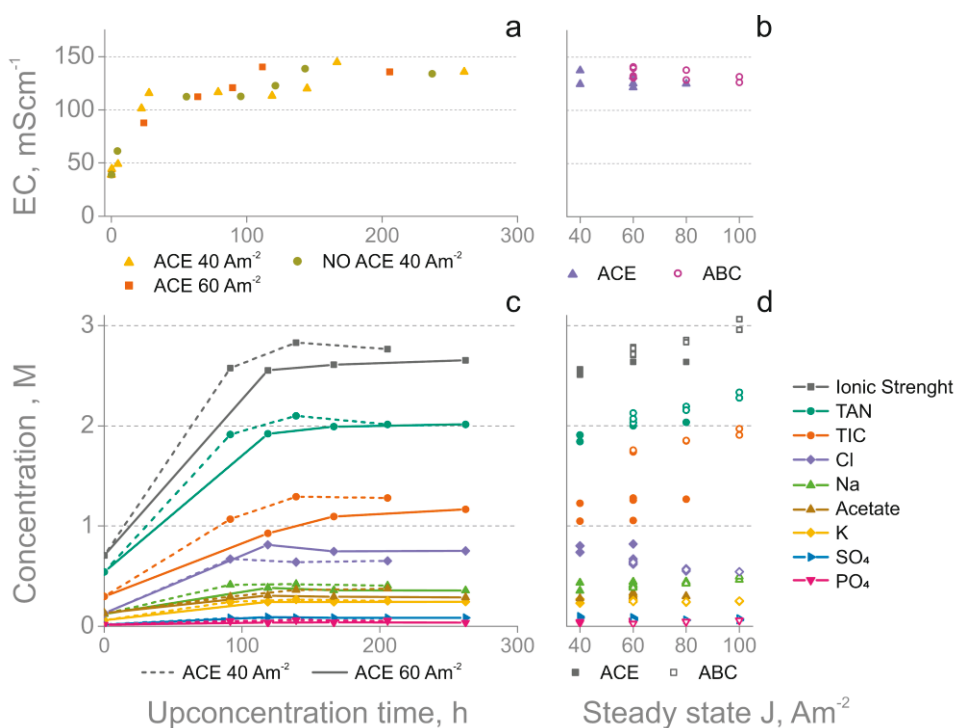 a
b
EC, mScm⁻¹
150
100
50
0
0
100
200
300
40
60
80
100
ACE 40 Am⁻²
NO ACE 40 Am⁻²
ACE 60 Am⁻²
ACE
ABC
c
d
Concentration , M
3
2
1
0
0
100
200
300
40
60
80
100
Ionic Strenght
TAN
TIC
Cl
Na
Acetate
K
SO₄
PO₄
ACE 40 Am⁻²
ACE 60 Am⁻²
ACE
ABC
Upconcentration time, h
Steady state J, Am⁻²